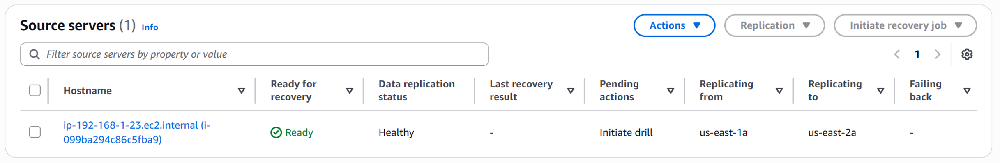 Source servers (1) Info
Actions Replication Initiate recovery job
Filter source servers by property or value
1
Hostname
Ready for recovery
Data replication status
Last recovery result
Pending actions
Replicating from
Replicating to
Failing back
ip-192-168-1-23.ec2.internal (i-
099ba294c86c5fba9)
Ready
Healthy
-
Initiate drill
us-east-1a
us-east-2a
-